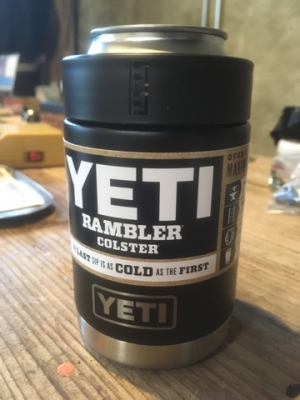 YETI
RAMBLER
COLSTER
LAST SIP IS AS COLD AS THE FIRST
YETI